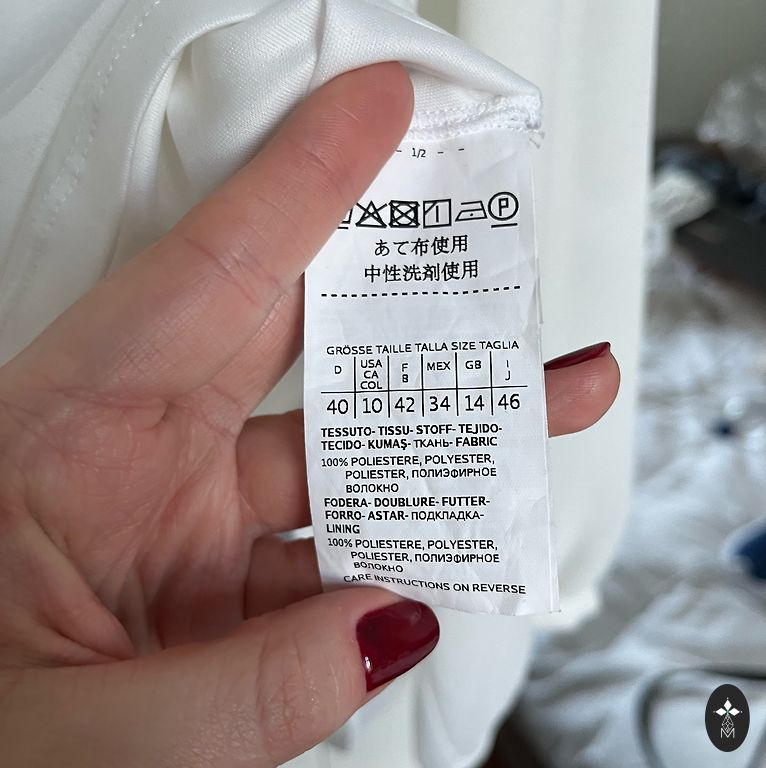 - 1/2 - -
P
あて布使用
中性洗剤使用
GRÖSSE TAILLE TALLA SIZE TAGLIA
D USA CA COL F B MEX GB I J
40 10 42 34 14 46
TESSUTO- TISSU- STOFF- TEJIDO-
TECIDO- KUMAŞ- ТКАНЬ- FABRIC
100% POLIESTERE, POLYESTER,
POLIESTER, ПОЛИЭФИРНОЕ
ВОЛОКНО
FODERA- DOUBLURE- FUTTER-
FORRO- ASTAR- ПОДКЛАДКА-
LINING
100% POLIESTERE, POLYESTER,
POLIESTER, ПОЛИЭФИРНОЕ
ВОЛОКНО
CARE INSTRUCTIONS ON REVERSE
M